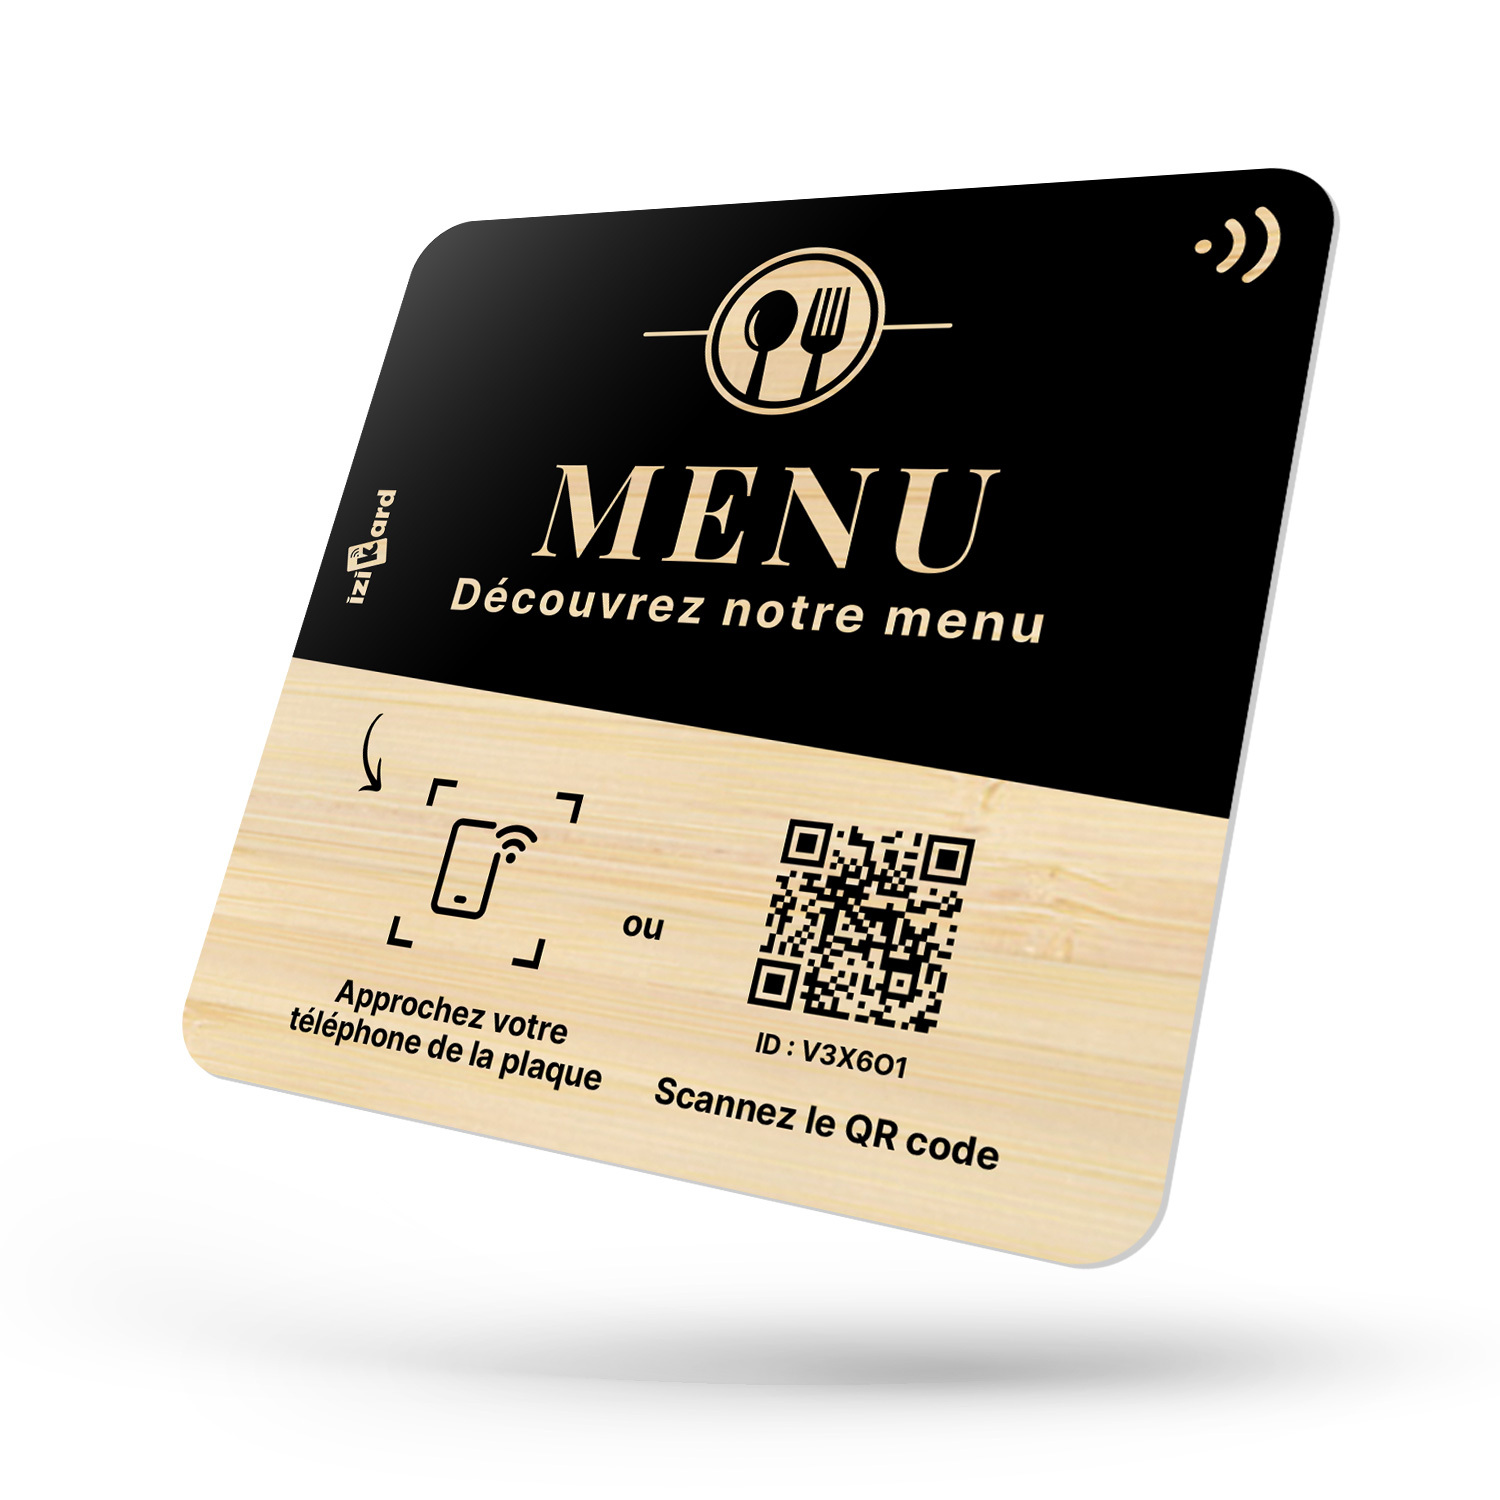 MENU
Découvrez notre menu
izikard
ou
Approchez votre
téléphone de la plaque
ID : V3X6O1
Scannez le QR code